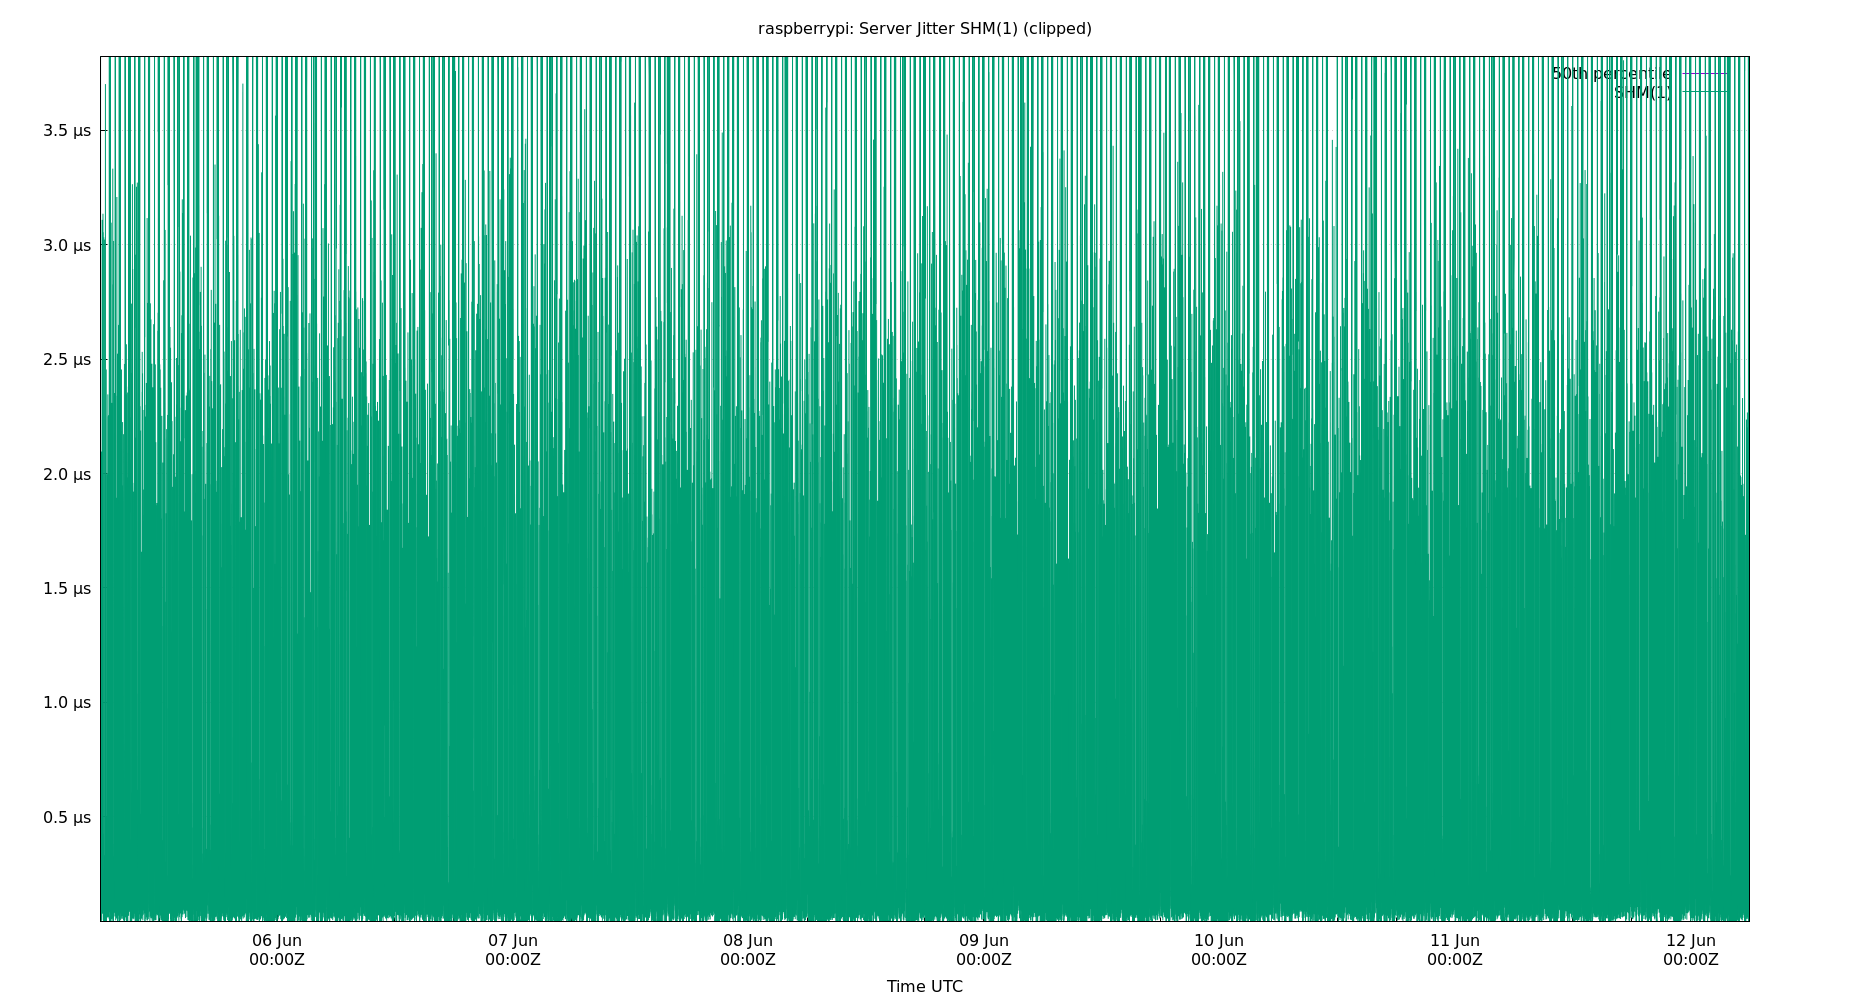 raspberrypi: Server Jitter SHM(1) (clipped)
50th percentile
SHM(1)
3.5 µs
3.0 µs
2.5 µs
2.0 µs
1.5 µs
1.0 µs
0.5 µs
06 Jun 07 Jun 08 Jun 09 Jun 10 Jun 11 Jun 12 Jun
00:00Z 00:00Z 00:00Z 00:00Z 00:00Z 00:00Z 00:00Z
Time UTC